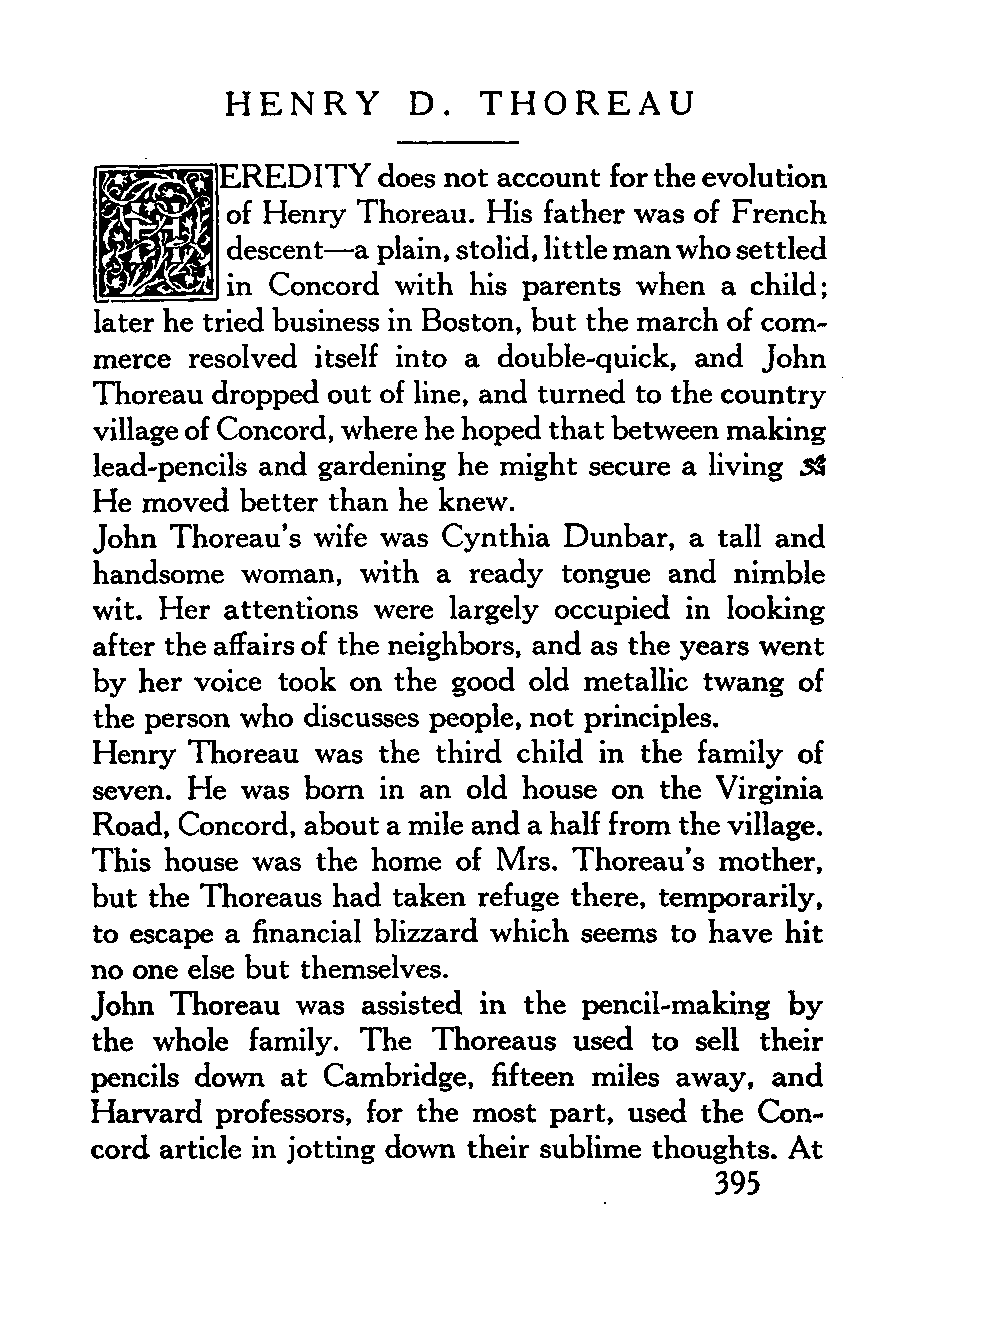 HENRY D. THOREAU
HEREDITY does not account for the evolution
of Henry Thoreau. His father was of French
descent—a plain, stolid, little man who settled
in Concord with his parents when a child;
later he tried business in Boston, but the march of com-
merce resolved itself into a double-quick, and John
Thoreau dropped out of line, and turned to the country
village of Concord, where he hoped that between making
lead-pencils and gardening he might secure a living
He moved better than he knew.
John Thoreau's wife was Cynthia Dunbar, a tall and
handsome woman, with a ready tongue and nimble
wit. Her attentions were largely occupied in looking
after the affairs of the neighbors, and as the years went
by her voice took on the good old metallic twang of
the person who discusses people, not principles.
Henry Thoreau was the third child in the family of
seven. He was born in an old house on the Virginia
Road, Concord, about a mile and a half from the village.
This house was the home of Mrs. Thoreau's mother,
but the Thoreaus had taken refuge there, temporarily,
to escape a financial blizzard which seems to have hit
no one else but themselves.
John Thoreau was assisted in the pencil-making by
the whole family. The Thoreaus used to sell their
pencils down at Cambridge, fifteen miles away, and
Harvard professors, for the most part, used the Con-
cord article in jotting down their sublime thoughts. At
395